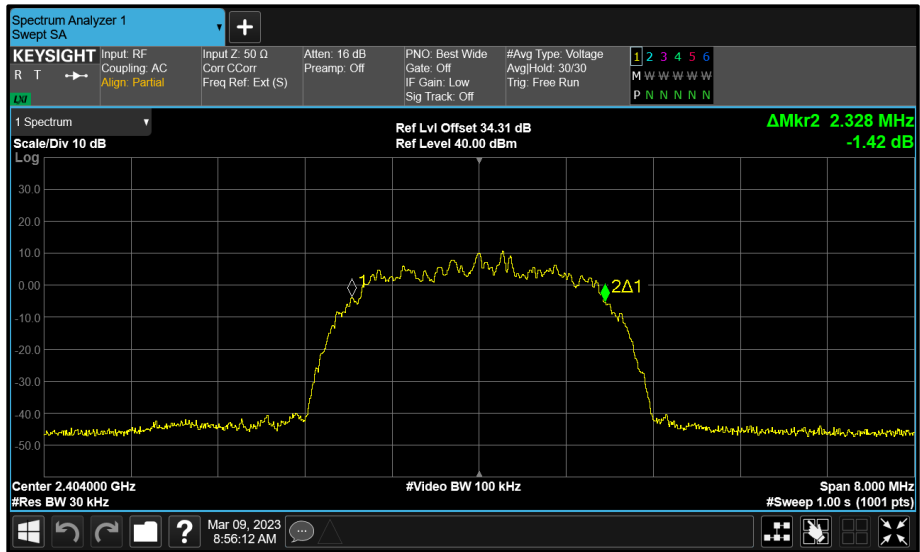 Spectrum Analyzer 1
Swept SA
+
KEYSIGHT
R T
LXI
Input: RF
Coupling: AC
Align: Partial
Input Z: 50 Ω
Corr CCorr
Freq Ref: Ext (S)
Atten: 16 dB
Preamp: Off
PNO: Best Wide
Gate: Off
IF Gain: Low
Sig Track: Off
#Avg Type: Voltage
Avg|Hold: 30/30
Trig: Free Run
1 2 3 4 5 6
M W W W W W
P N N N N N
1 Spectrum
Scale/Div 10 dB
Ref Lvl Offset 34.31 dB
Ref Level 40.00 dBm
ΔMkr2 2.328 MHz
-1.42 dB
Log
30.0
20.0
10.0
0.00
-10.0
-20.0
-30.0
-40.0
-50.0
1
2Δ1
Center 2.404000 GHz
#Res BW 30 kHz
#Video BW 100 kHz
Span 8.000 MHz
#Sweep 1.00 s (1001 pts)
?
Mar 09, 2023
8:56:12 AM